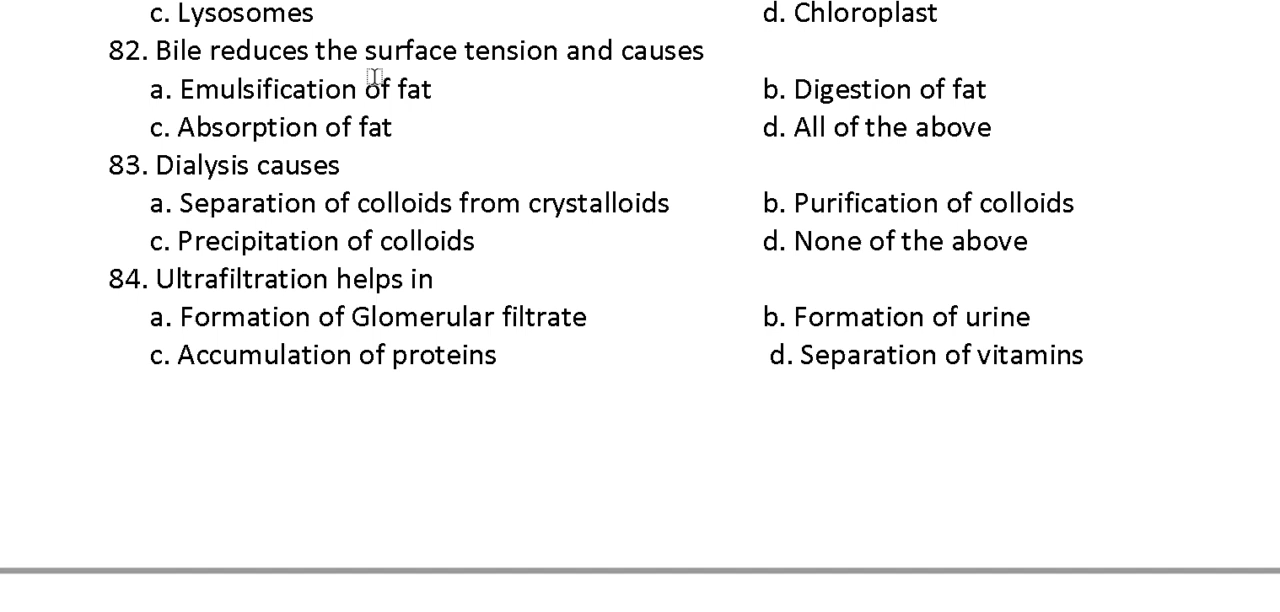 c. Lysosomes d. Chloroplast
82. Bile reduces the surface tension and causes
a. Emulsification of fat b. Digestion of fat
c. Absorption of fat d. All of the above
83. Dialysis causes
a. Separation of colloids from crystalloids b. Purification of colloids
c. Precipitation of colloids d. None of the above
84. Ultrafiltration helps in
a. Formation of Glomerular filtrate b. Formation of urine
c. Accumulation of proteins d. Separation of vitamins